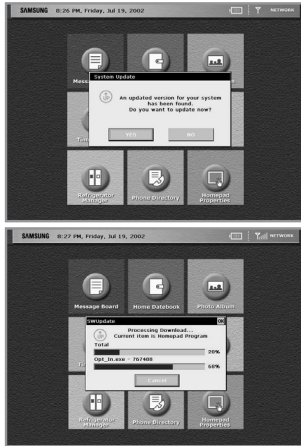 SAMSUNG 8:26 PM, Friday, Jul 19, 2002 NETWORK
System Update
An updated version for your system
has been found.
Do you want to update now?
YES NO
Refrigerator
Manager
Phone Directory
Homepad
Properties
SAMSUNG 8:27 PM, Friday, Jul 19, 2002 NETWORK
Message Board Home Datebook Photo Album
SWUpdate
Processing Download...
Current item is Homepad Program
Total
20%
Opt_In.exe - 767488
68%
Cancel
Refrigerator
Manager
Phone Directory
Homepad
Properties